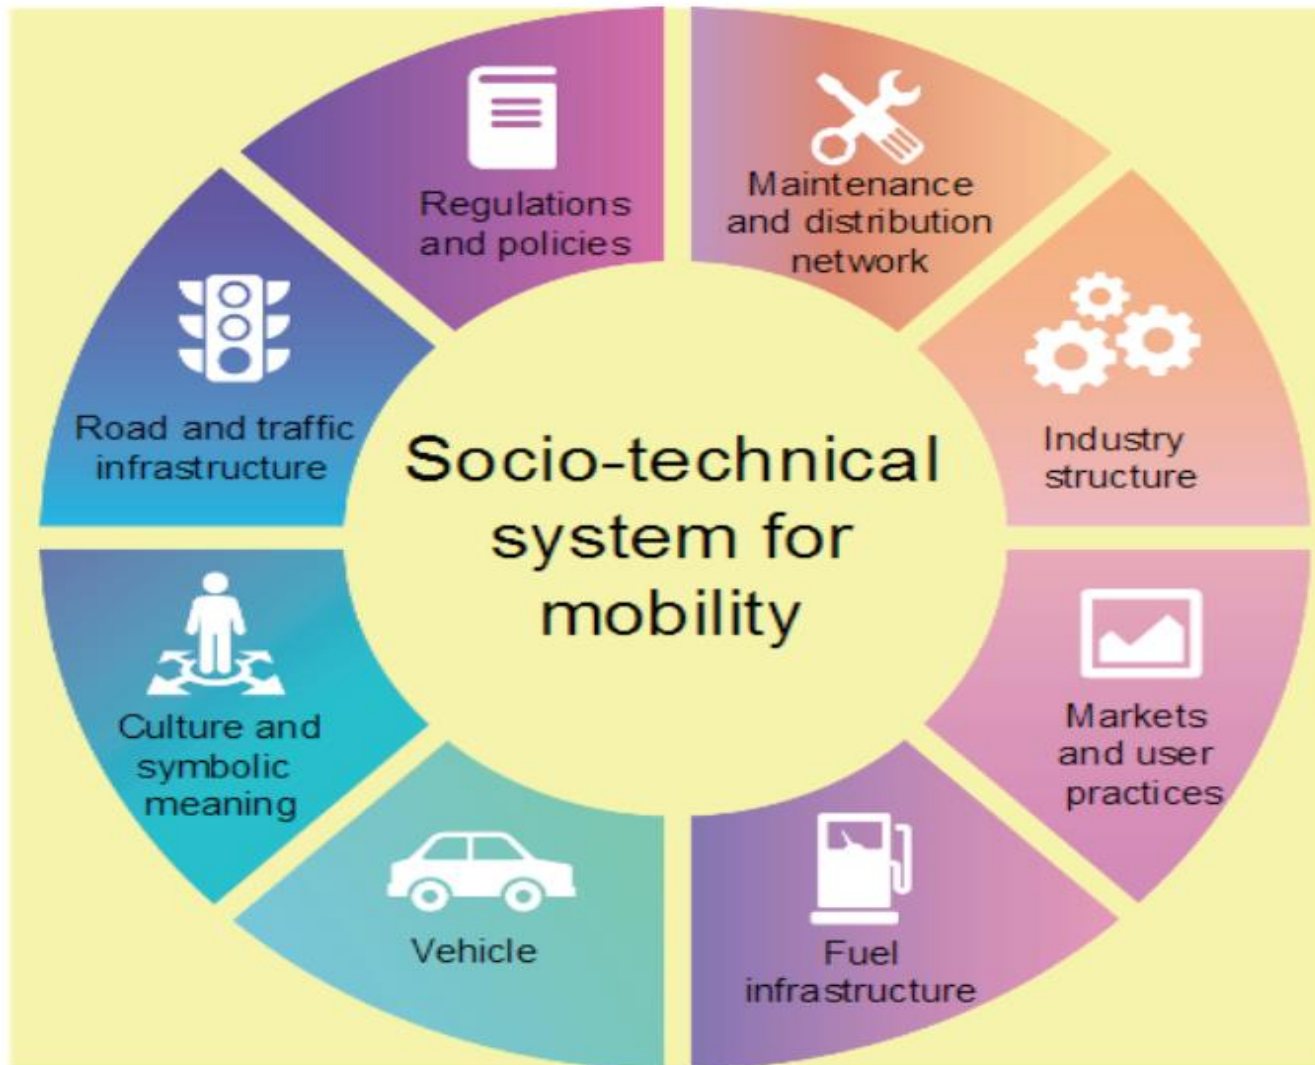 Regulations
and policies
Maintenance
and distribution
network
Industry
structure
Markets
and user
practices
Fuel
infrastructure
Vehicle
Culture and
symbolic
meaning
Road and traffic
infrastructure
Socio-technical
system for
mobility